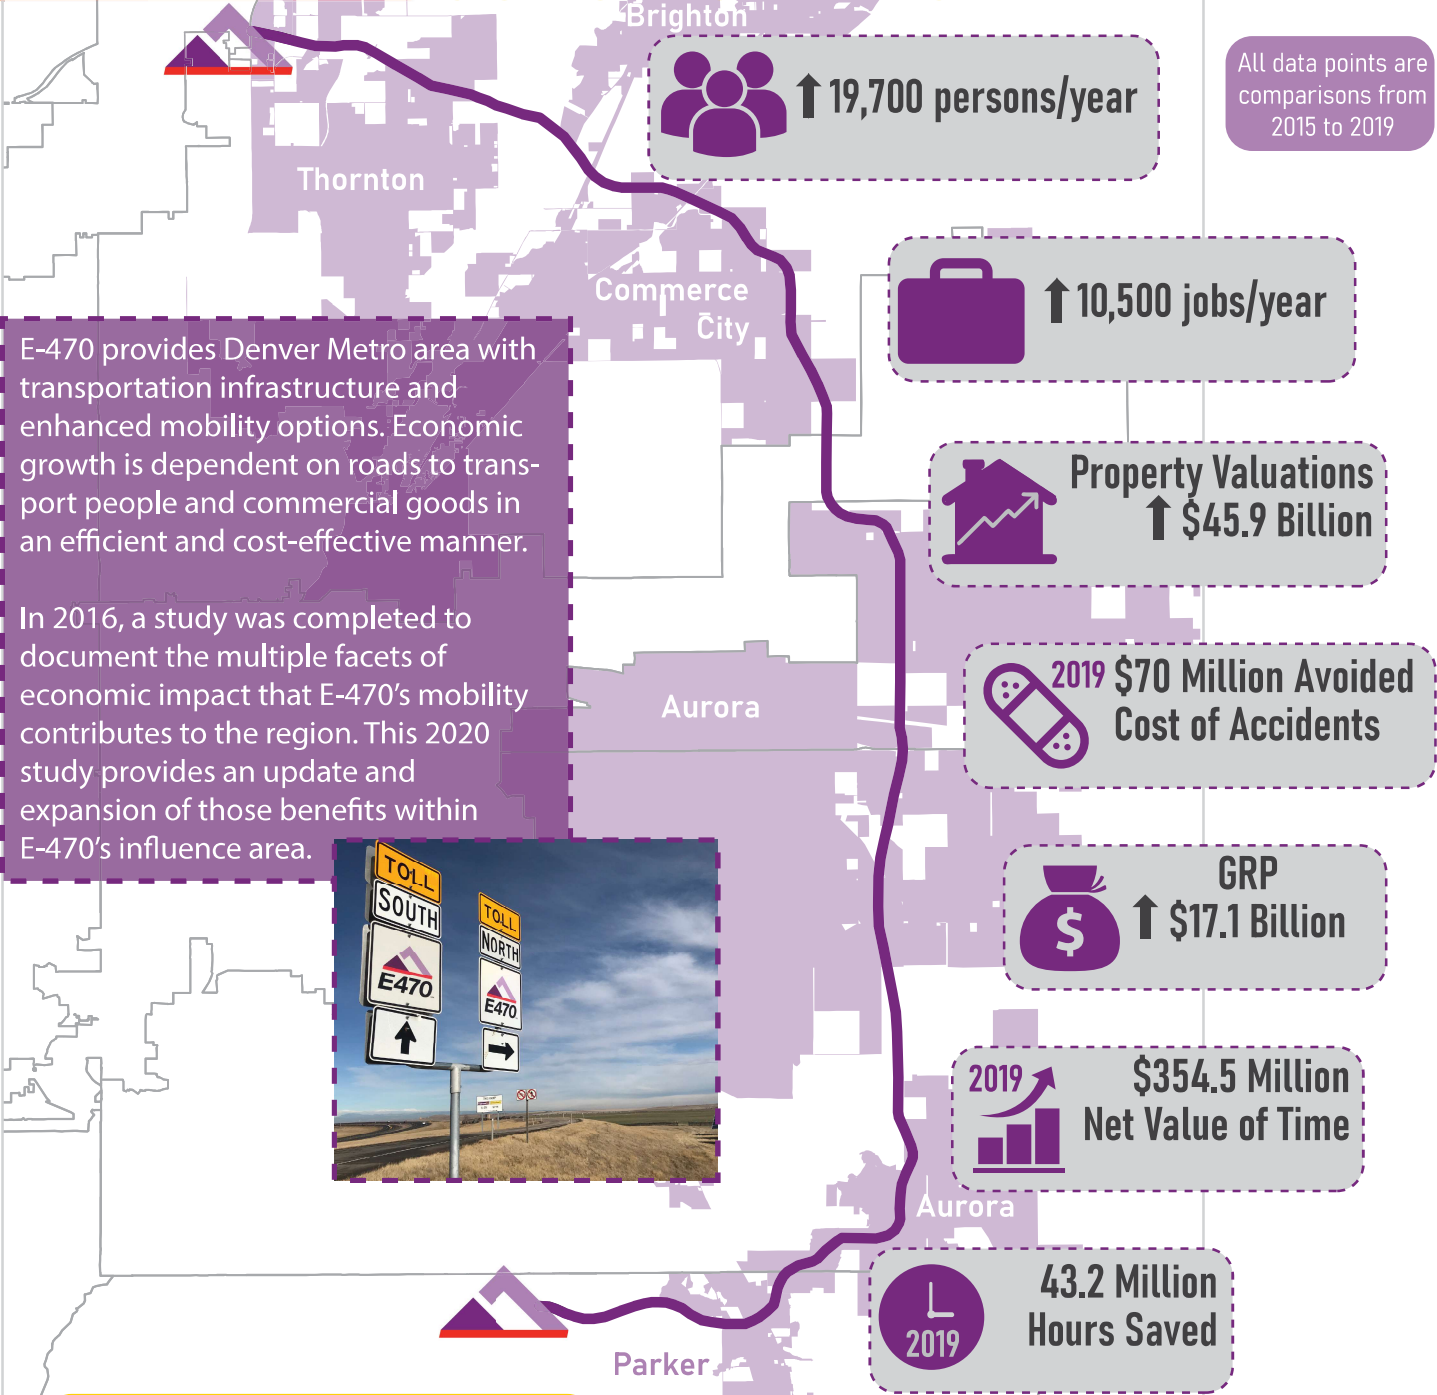 Brighton
19,700 persons/year
All data points are
comparisons from
2015 to 2019
Thornton
Commerce
City
10,500 jobs/year
E-470 provides Denver Metro area with
transportation infrastructure and
enhanced mobility options. Economic
growth is dependent on roads to trans-
port people and commercial goods in
an efficient and cost-effective manner.
In 2016, a study was completed to
document the multiple facets of
economic impact that E-470's mobility
contributes to the region. This 2020
study provides an update and
expansion of those benefits within
E-470's influence area.
Property Valuations
$45.9 Billion
Aurora
2019 $70 Million Avoided
Cost of Accidents
GRP
$
$17.1 Billion
TOLL
SOUTH
E470
TOLL
NORTH
E470
2019
$354.5 Million
Net Value of Time
Aurora
43.2 Million
Hours Saved
2019
Parker